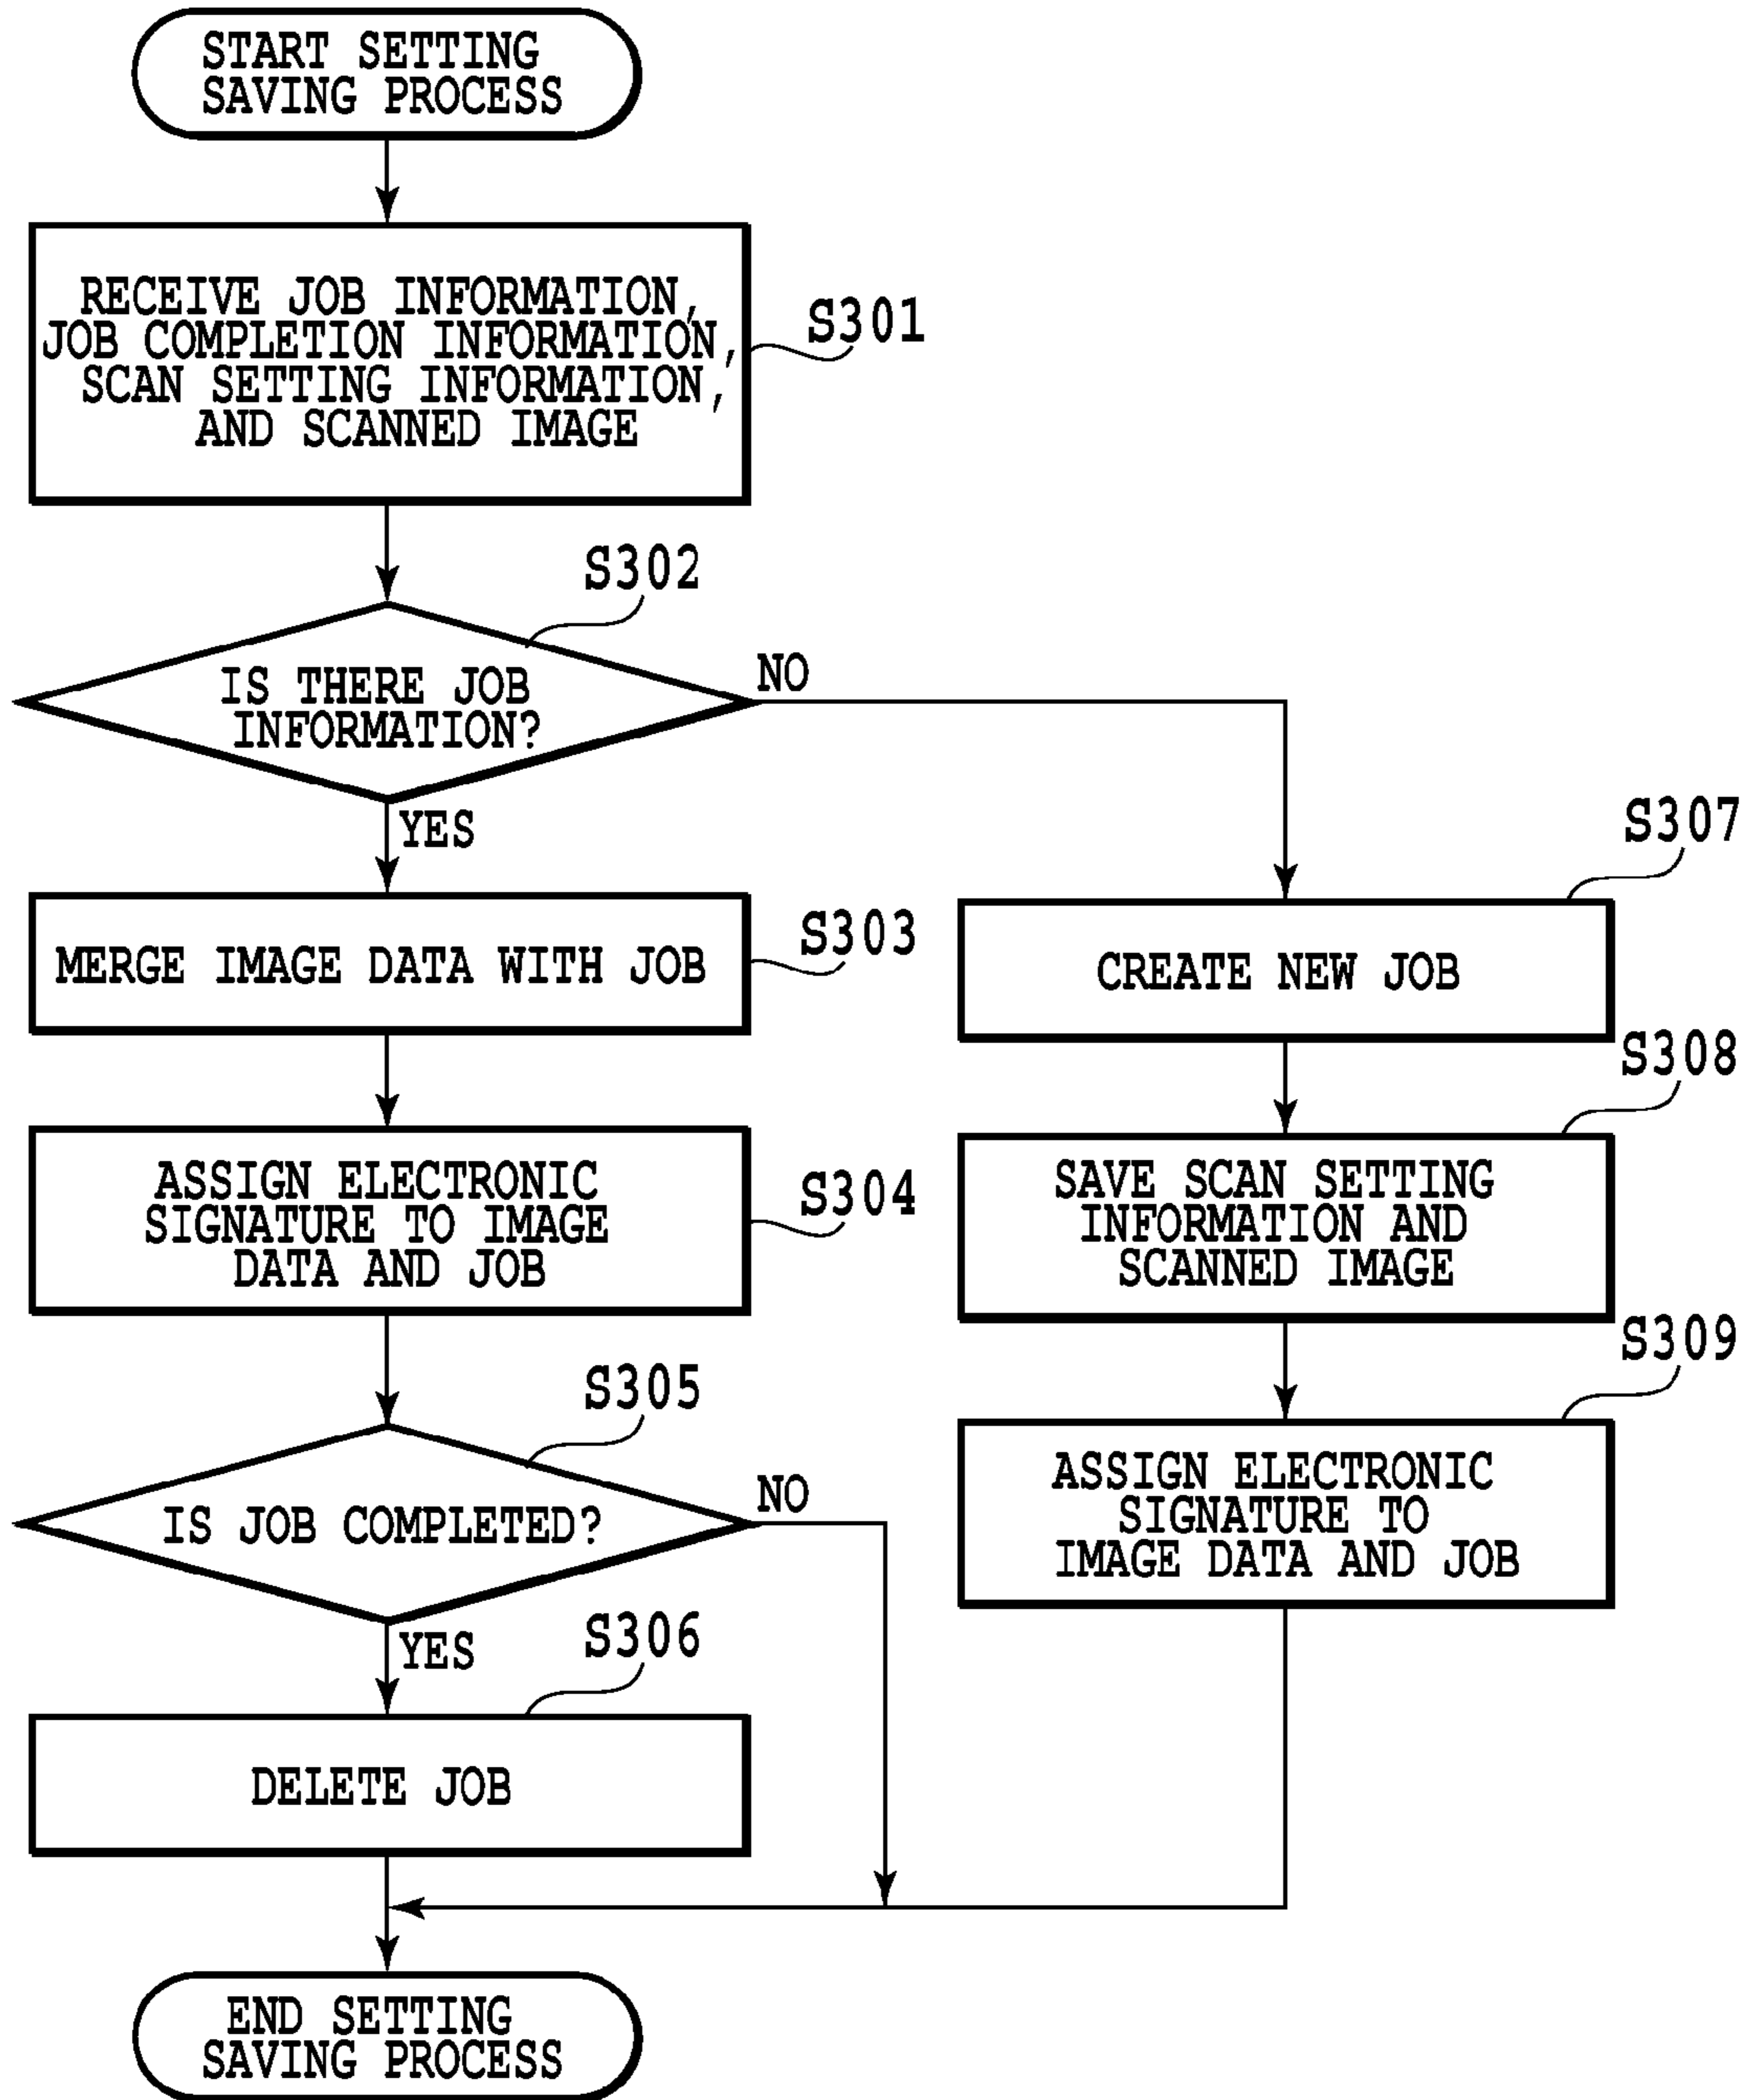 START SETTING
SAVING PROCESS
RECEIVE JOB INFORMATION,
JOB COMPLETION INFORMATION,
SCAN SETTING INFORMATION,
AND SCANNED IMAGE
S301
S302
IS THERE JOB
INFORMATION?
NO
YES
MERGE IMAGE DATA WITH JOB
S303
ASSIGN ELECTRONIC
SIGNATURE TO IMAGE
DATA AND JOB
S304
S305
IS JOB COMPLETED?
NO
YES
S306
DELETE JOB
S307
CREATE NEW JOB
S308
SAVE SCAN SETTING
INFORMATION AND
SCANNED IMAGE
S309
ASSIGN ELECTRONIC
SIGNATURE TO
IMAGE DATA AND JOB
END SETTING
SAVING PROCESS